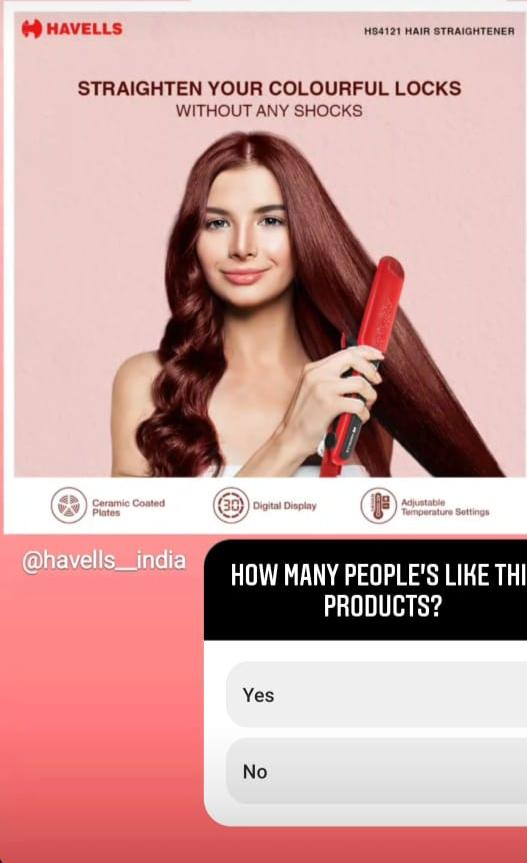 HAVELLS
HS4121 HAIR STRAIGHTENER
STRAIGHTEN YOUR COLOURFUL LOCKS
WITHOUT ANY SHOCKS
Ceramic Coated
Plates
30
Digital Display
Adjustable
Temperature Settings
@havells__india
HOW MANY PEOPLE'S LIKE THI
PRODUCTS?
Yes
No